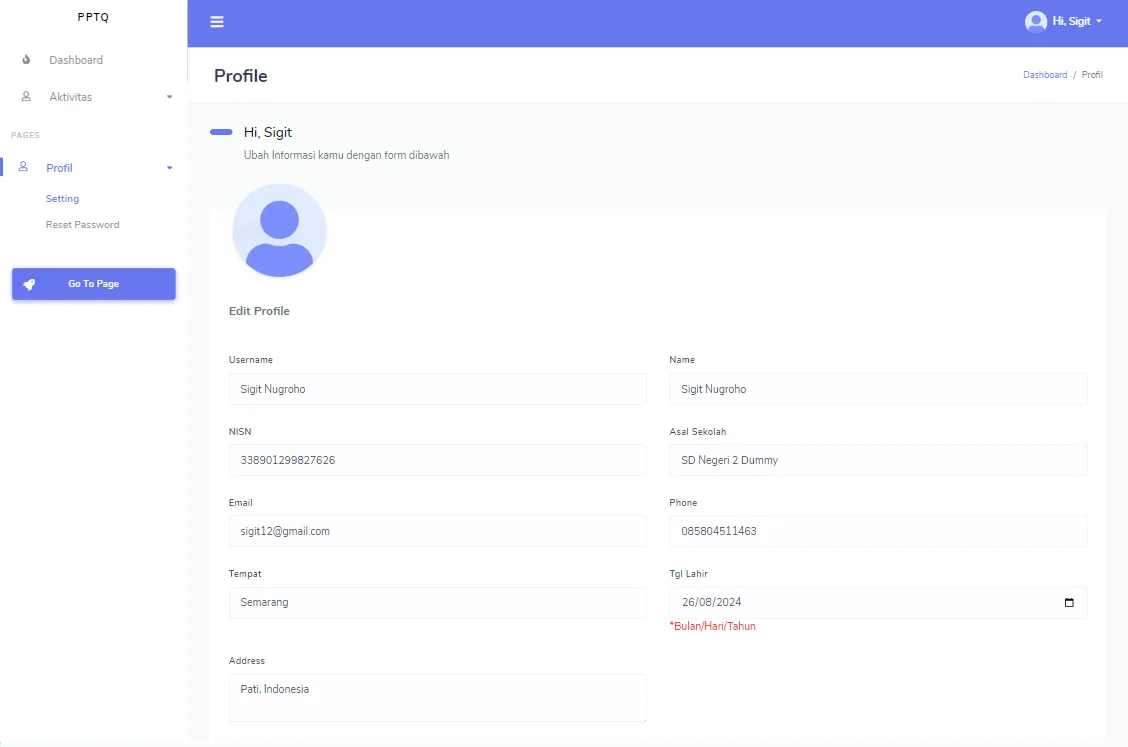 PPTQ
Hi, Sigit
Dashboard
Aktivitas
PAGES
Profil
Setting
Reset Password
Go To Page
Profile
Dashboard / Profil
Hi, Sigit
Ubah Informasi kamu dengan form dibawah
Edit Profile
Username
Sigit Nugroho
Name
Sigit Nugroho
NISN
338901299827626
Asal Sekolah
SD Negeri 2 Dummy
Email
sigit12@gmail.com
Phone
085804511463
Tempat
Semarang
Tgl Lahir
26/08/2024
*Bulan/Hari/Tahun
Address
Pati, Indonesia